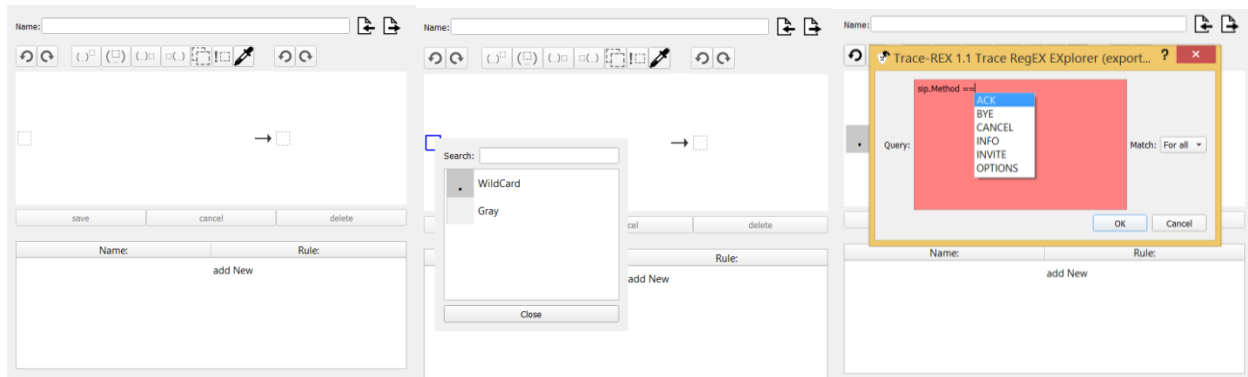 Name:
save cancel delete
Name: Rule:
add New
Name:
Search:
WildCard
Gray
cel delete
Rule:
add New
Close
Name:
Trace-REX 1.1 Trace RegEX EXplorer (export... ? ×
sip.Method ==
ACK
BYE
CANCEL
INFO
INVITE
OPTIONS
Query:
Match: For all
OK Cancel
Name: Rule:
add New